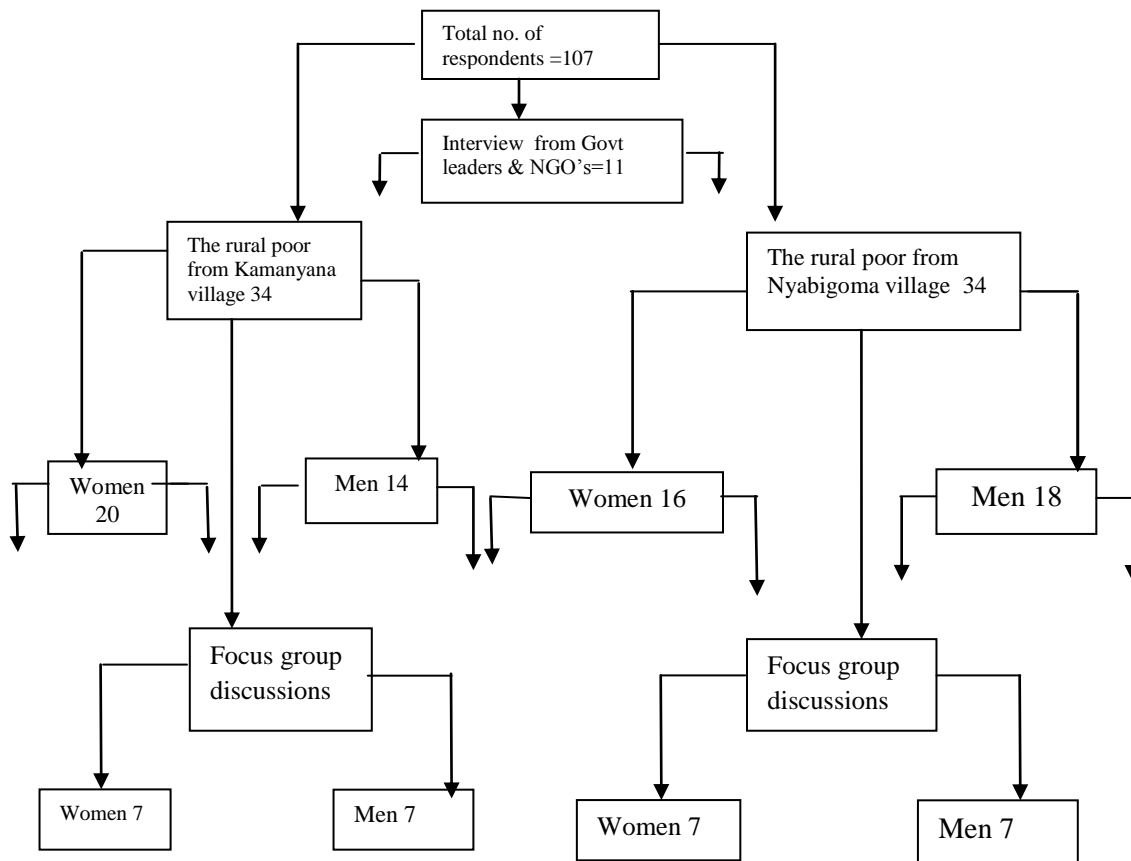 Total no. of
respondents =107
Interview from Govt
leaders & NGO's=11
The rural poor
from Kamanyana
village 34
The rural poor from
Nyabigoma village 34
Women
20
Men 14
Women 16
Men 18
Focus group
discussions
Focus group
discussions
Women 7
Men 7
Women 7
Men 7